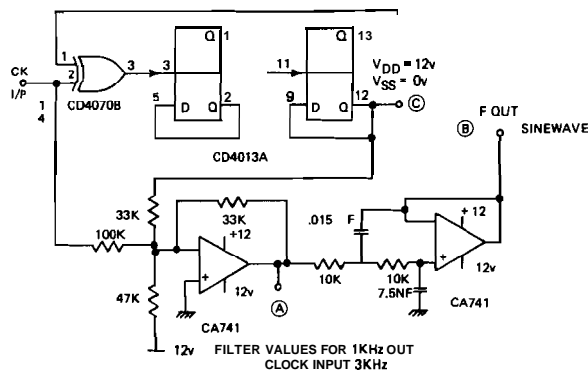 Q 1
Q 13
1
2
3
3
11
V_DD = 12v
V_SS = 0v
CK
I/P
CD4070B
1
4
5
D
Q
2
9
D
Q
12
C
F OUT
B
SINEWAVE
CD4013A
33K
33K
.015 F
+12
100K
+12
+
+
10K
10K
12v
47K
12v
7.5NF
A
CA741
CA741
12v
FILTER VALUES FOR 1KHz OUT
CLOCK INPUT 3KHz